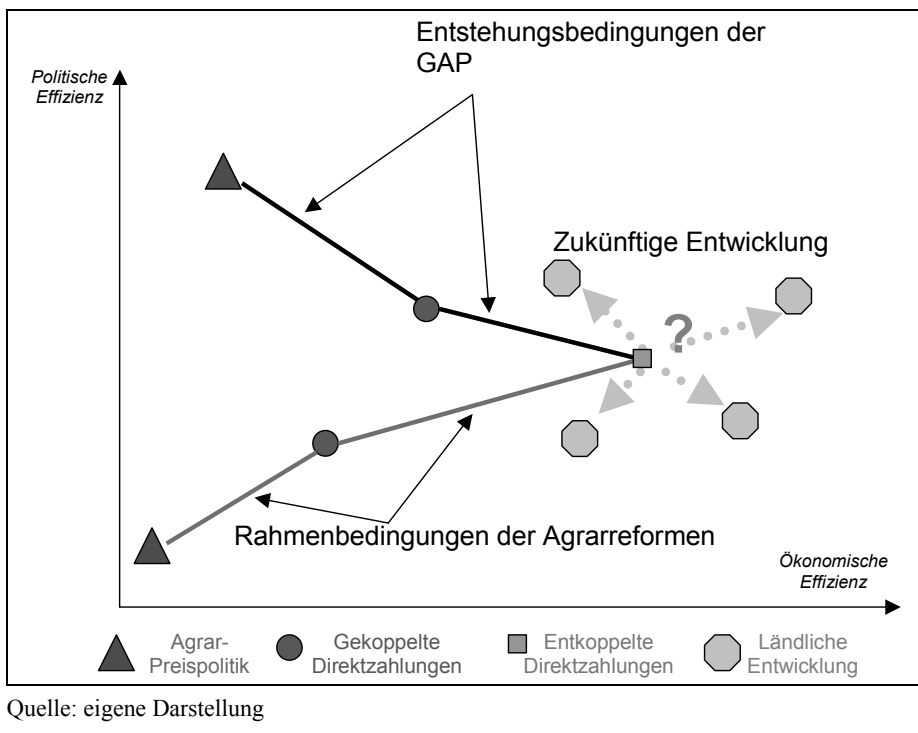 Entstehungsbedingungen der
GAP
Politische
Effizienz
Zukünftige Entwicklung
?
Rahmenbedingungen der Agrarreformen
Ökonomische
Effizienz
Agrar-
Preispolitik
Gekoppelte
Direktzahlungen
Entkoppelte
Direktzahlungen
Ländliche
Entwicklung
Quelle: eigene Darstellung